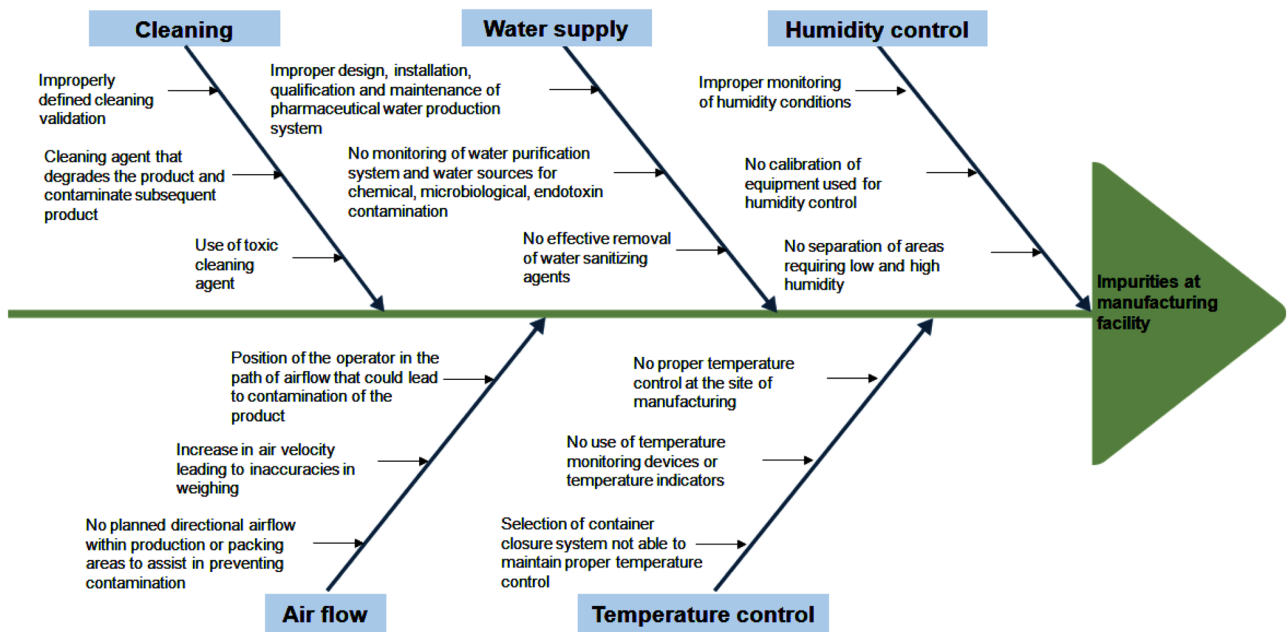 Cleaning
Water supply
Humidity control
Improperly
defined cleaning
validation
Cleaning agent that
degrades the product and
contaminate subsequent
product
Use of toxic
cleaning
agent
Improper design, installation,
qualification and maintenance of
pharmaceutical water production
system
No monitoring of water purification
system and water sources for
chemical, microbiological, endotoxin
contamination
No effective removal
of water sanitizing
agents
Improper monitoring
of humidity conditions
No calibration of
equipment used for
humidity control
No separation of areas
requiring low and high
humidity
Impurities at
manufacturing
facility
Position of the operator in the
path of airflow that could lead
to contamination of the
product
Increase in air velocity
leading to inaccuracies in
weighing
No planned directional airflow
within production or packing
areas to assist in preventing
contamination
No proper temperature
control at the site of
manufacturing
No use of temperature
monitoring devices or
temperature indicators
Selection of container
closure system not able to
maintain proper temperature
control
Air flow
Temperature control